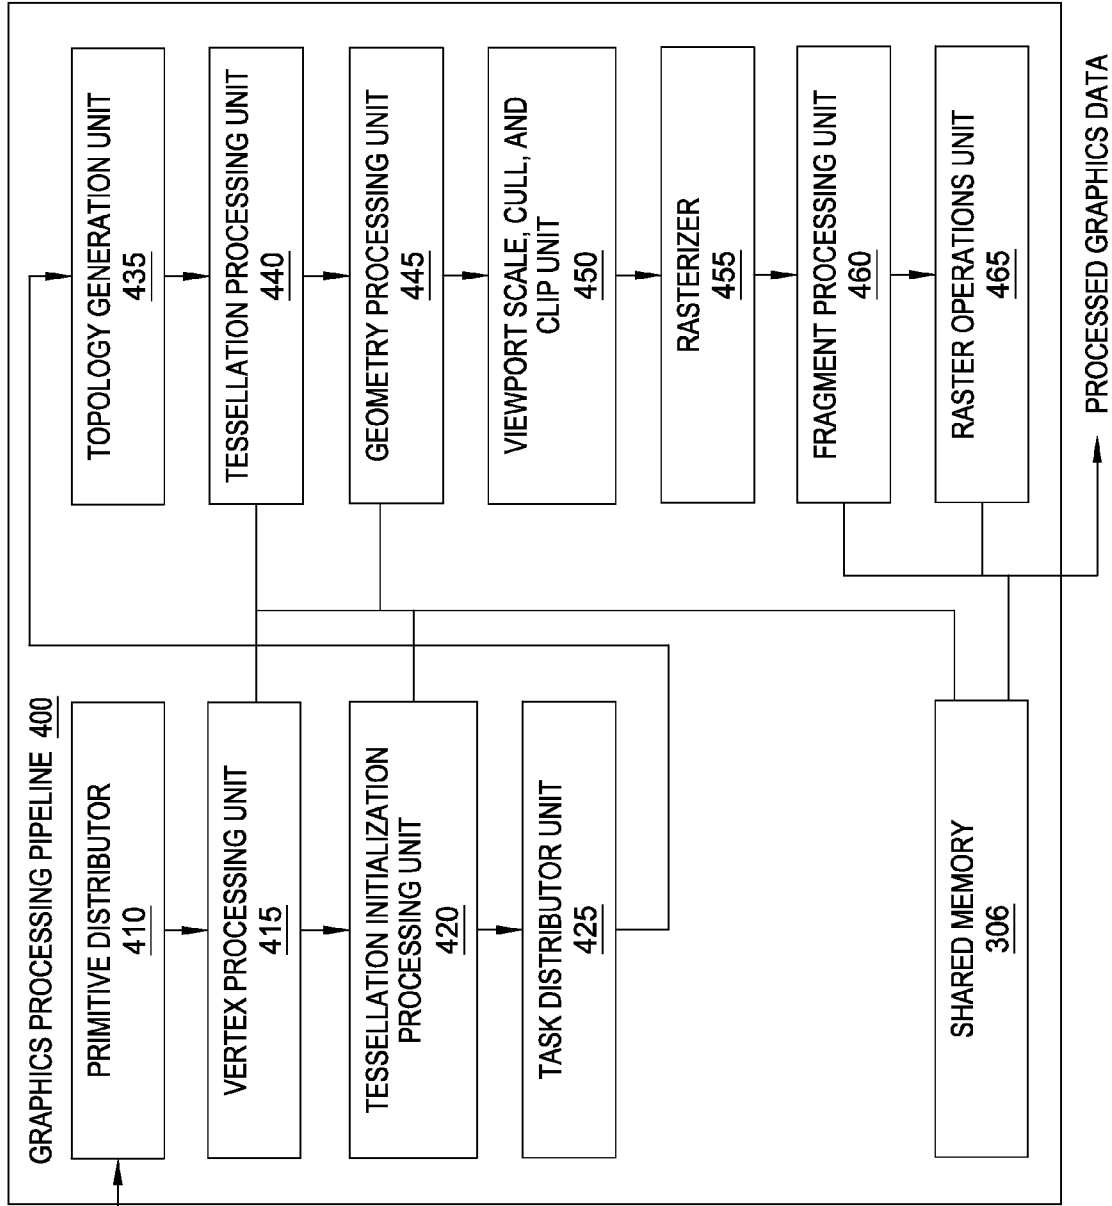 GRAPHICS PROCESSING PIPELINE 400
PRIMITIVE DISTRIBUTOR
410
VERTEX PROCESSING UNIT
415
TESSELLATION INITIALIZATION
PROCESSING UNIT
420
TASK DISTRIBUTOR UNIT
425
TOPOLOGY GENERATION UNIT
435
TESSELLATION PROCESSING UNIT
440
GEOMETRY PROCESSING UNIT
445
VIEWPORT SCALE, CULL, AND
CLIP UNIT
450
RASTERIZER
455
FRAGMENT PROCESSING UNIT
460
RASTER OPERATIONS UNIT
465
SHARED MEMORY
306
PROCESSED GRAPHICS DATA